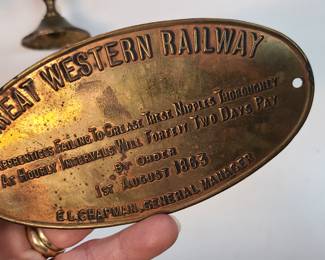 GREAT WESTERN RAILWAY
APPRENTICES FAILING TO GREASE THESE NIPPLES THOROUGHLY
AT HOURLY INTERVALS WILL FORFEIT TWO DAYS PAY
BY ORDER
1ST AUGUST 1863
E.L.CHAPMAN, GENERAL MANAGER